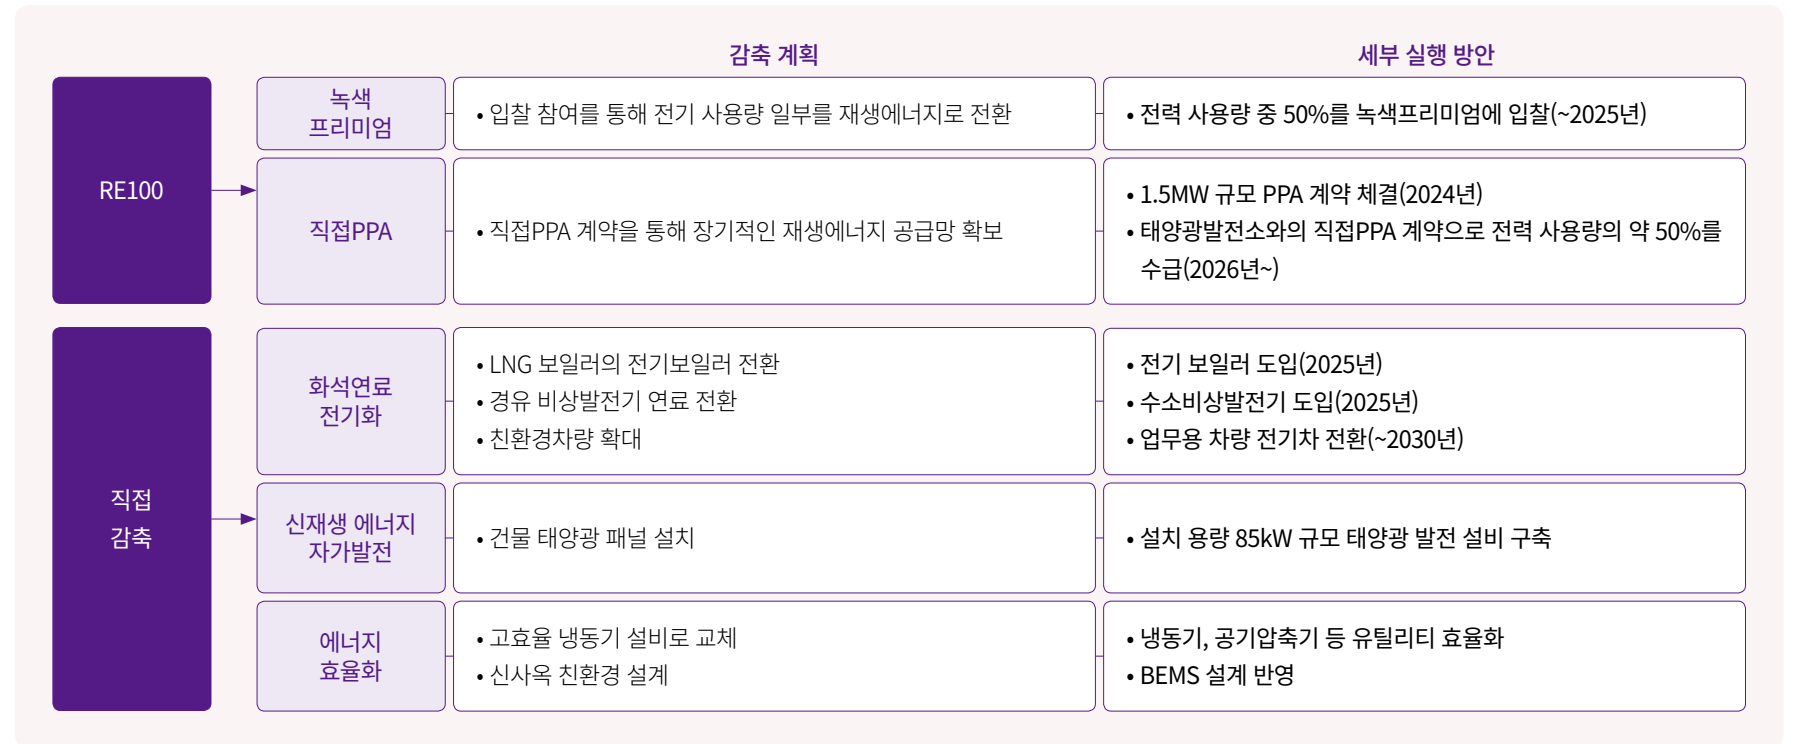 감축 계획
세부 실행 방안
RE100
녹색
프리미엄
• 입찰 참여를 통해 전기 사용량 일부를 재생에너지로 전환
• 전력 사용량 중 50%를 녹색프리미엄에 입찰(~2025년)
직접PPA
• 직접PPA 계약을 통해 장기적인 재생에너지 공급망 확보
• 1.5MW 규모 PPA 계약 체결(2024년)
• 태양광발전소와의 직접PPA 계약으로 전력 사용량의 약 50%를
수급(2026년~)
직접
감축
화석연료
전기화
• LNG 보일러의 전기보일러 전환
• 경유 비상발전기 연료 전환
• 친환경차량 확대
• 전기 보일러 도입(2025년)
• 수소비상발전기 도입(2025년)
• 업무용 차량 전기차 전환(~2030년)
신재생 에너지
자가발전
• 건물 태양광 패널 설치
• 설치 용량 85kW 규모 태양광 발전 설비 구축
에너지
효율화
• 고효율 냉동기 설비로 교체
• 신사옥 친환경 설계
• 냉동기, 공기압축기 등 유틸리티 효율화
• BEMS 설계 반영